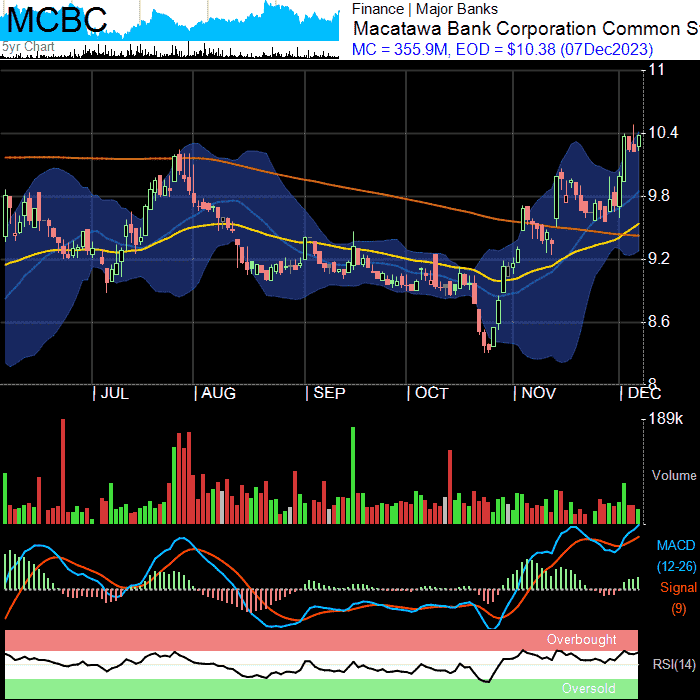 MCBC
5yr Chart
Finance | Major Banks
Macatawa Bank Corporation Common S
MC = 355.9M, EOD = $10.38 (07Dec2023)
11
10.4
9.8
9.2
8.6
8
JUL AUG SEP OCT NOV DEC
189k
Volume
MACD
(12-26)
Signal
(9)
Overbought
RSI(14)
Oversold